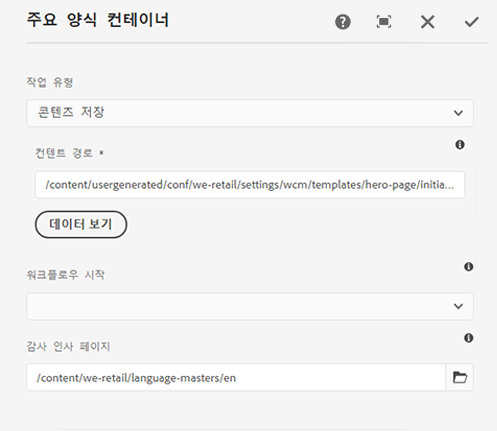 주요 양식 컨테이너
작업 유형
콘텐츠 저장
컨텐트 경로 *
/content/usergenerated/conf/we-retail/settings/wcm/templates/hero-page/initia...
데이터 보기
워크플로우 시작
감사 인사 페이지
/content/we-retail/language-masters/en